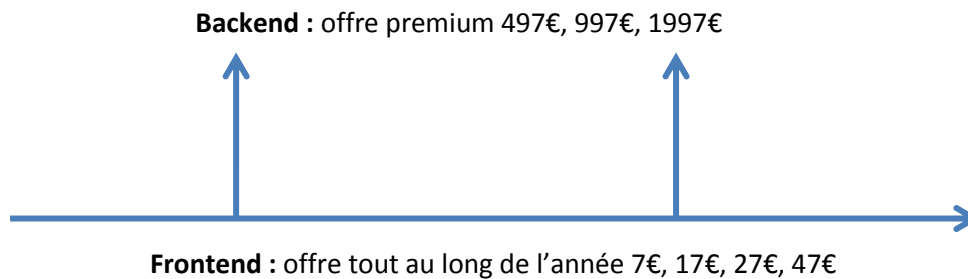 Backend : offre premium 497€, 997€, 1997€
Frontend : offre tout au long de l’année 7€, 17€, 27€, 47€